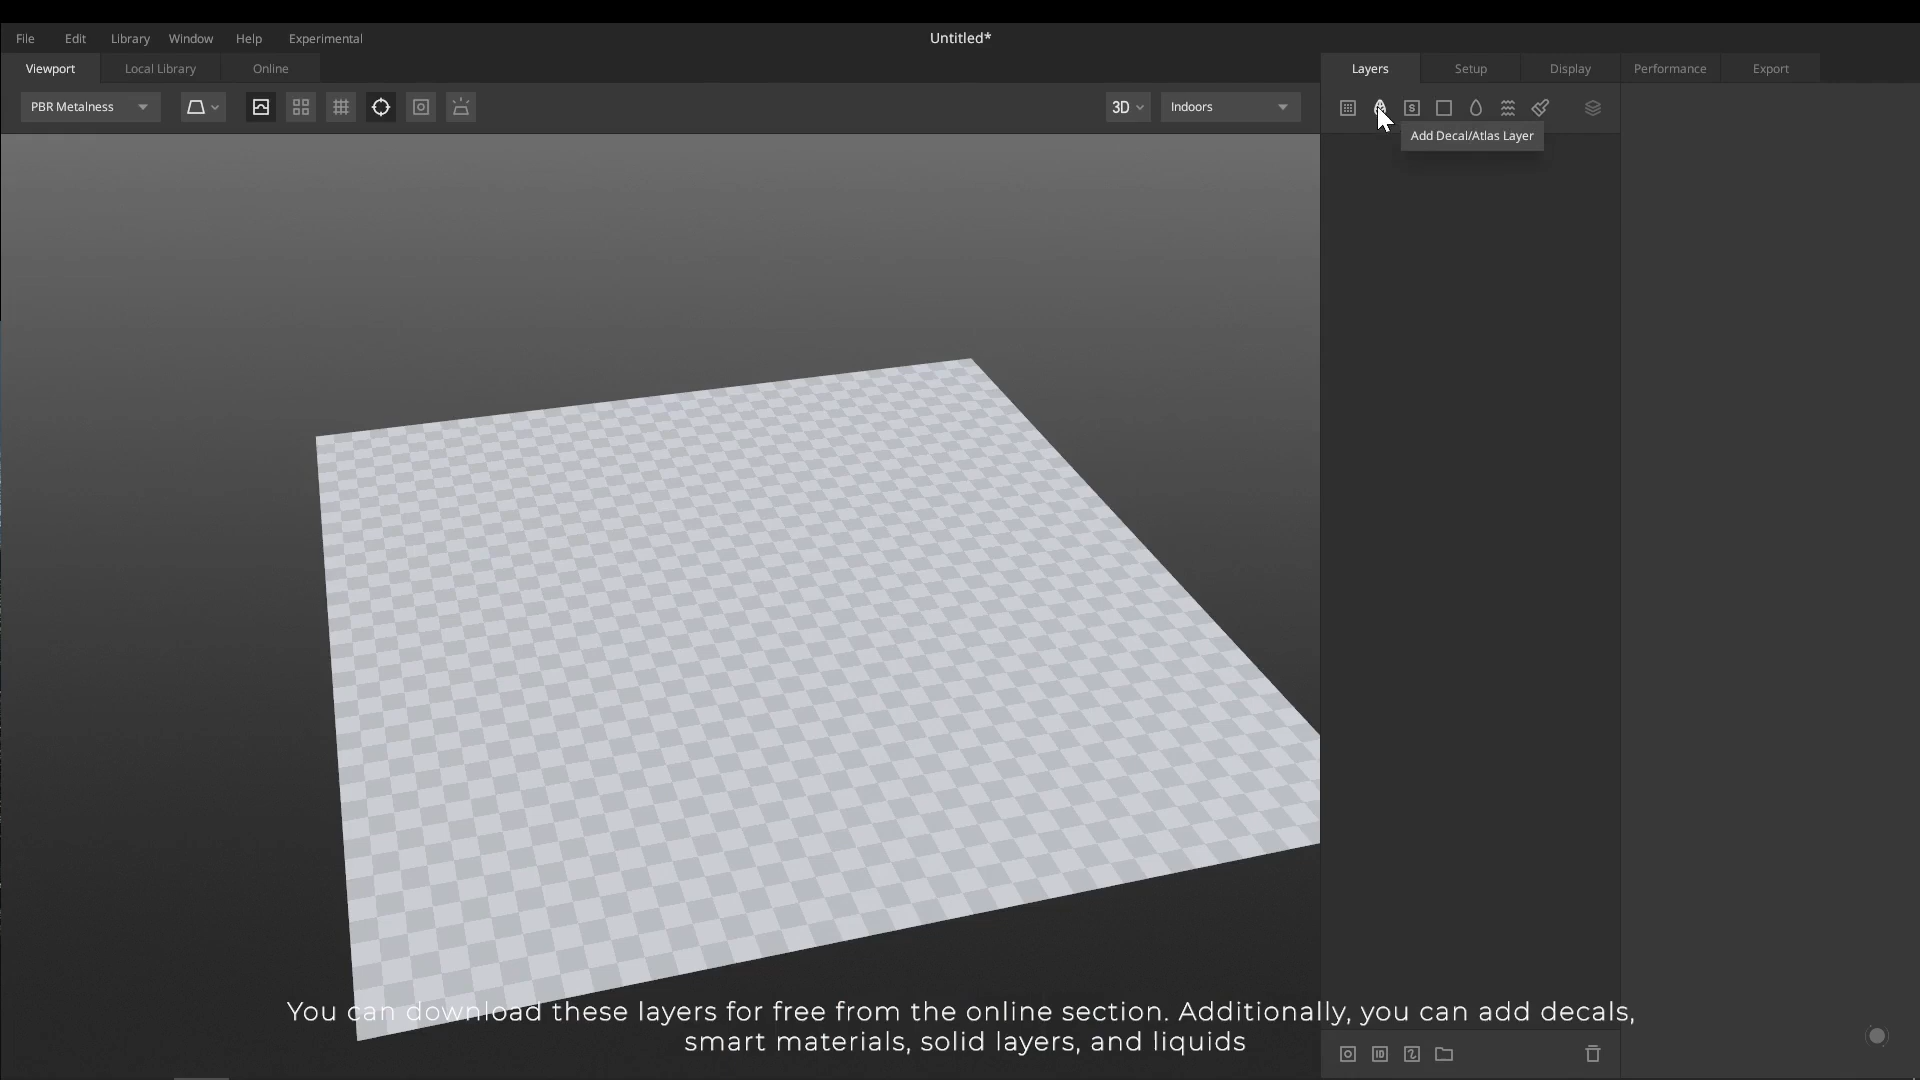 Untitled*
File Edit Library Window Help Experimental
Viewport Local Library Online
Layers Setup Display Performance Export
PBR Metalness
3D
Indoors
S
Add Decal/Atlas Layer
You can download these layers for free from the online section. Additionally, you can add decals,
smart materials, solid layers, and liquids
ID